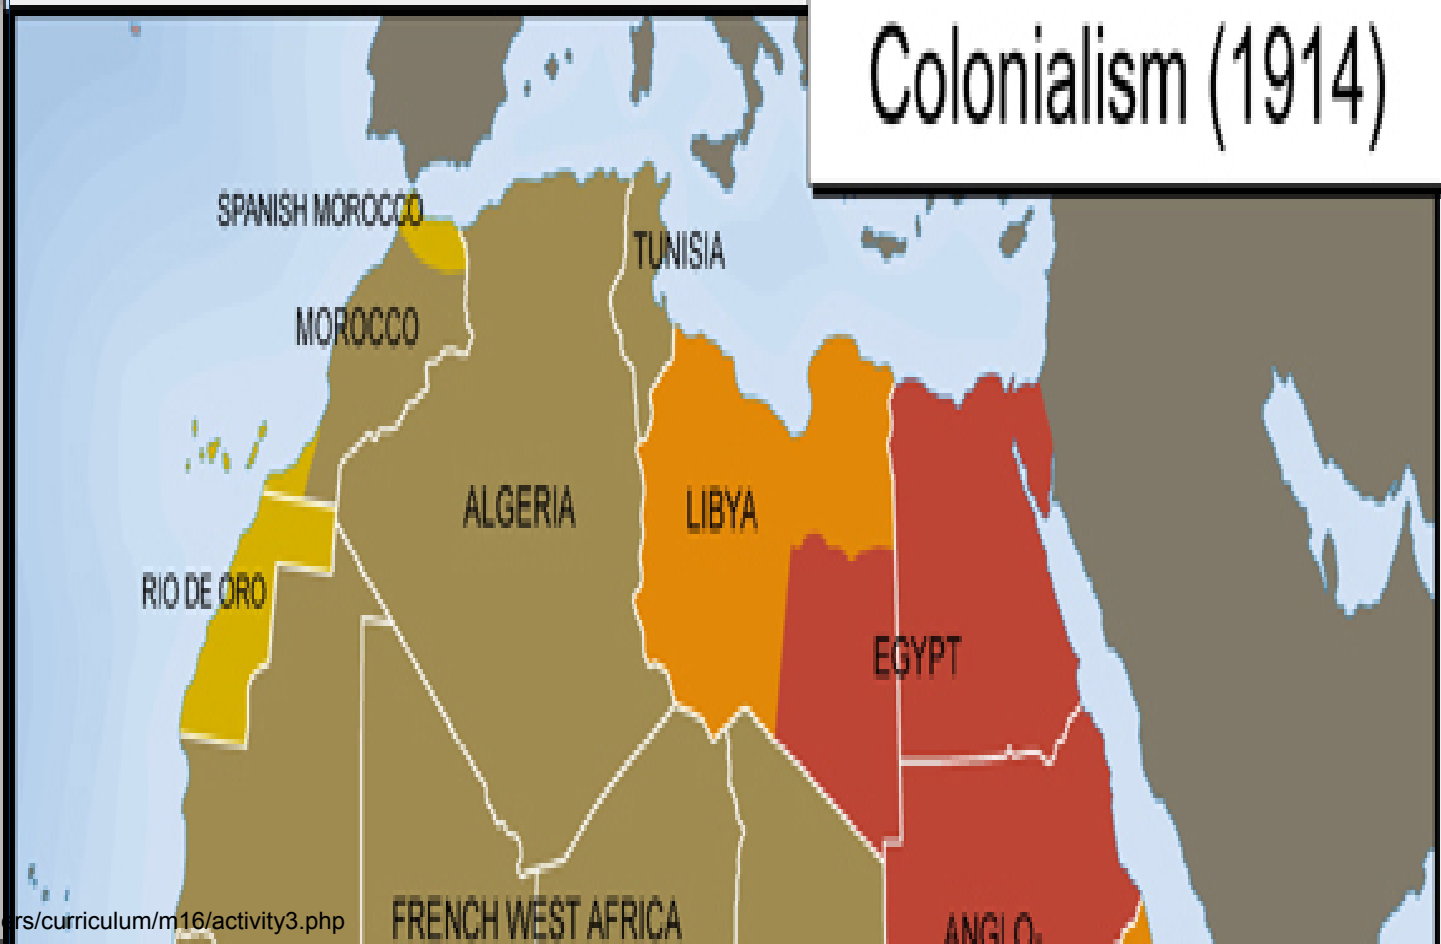 Colonialism (1914)
SPANISH MOROCCO
TUNISIA
MOROCCO
ALGERIA
LIBYA
RIO DE ORO
EGYPT
FRENCH WEST AFRICA
ANGLO-
ers/curriculum/m16/activity3.php